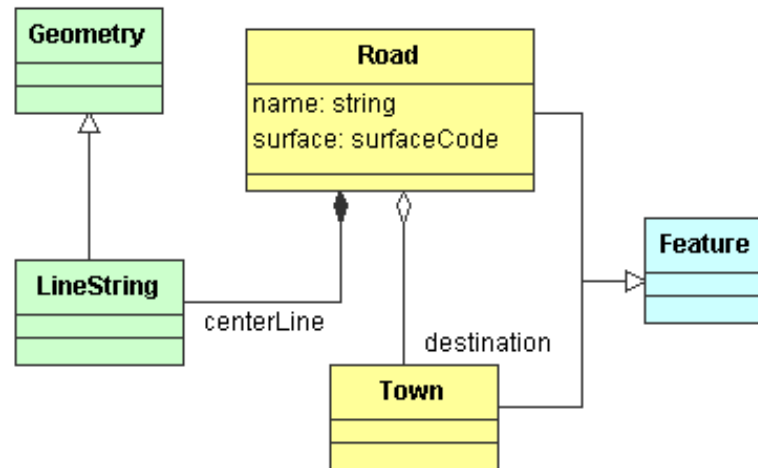 Geometry
Road
name: string
surface: surfaceCode
Feature
LineString
centerLine
destination
Town